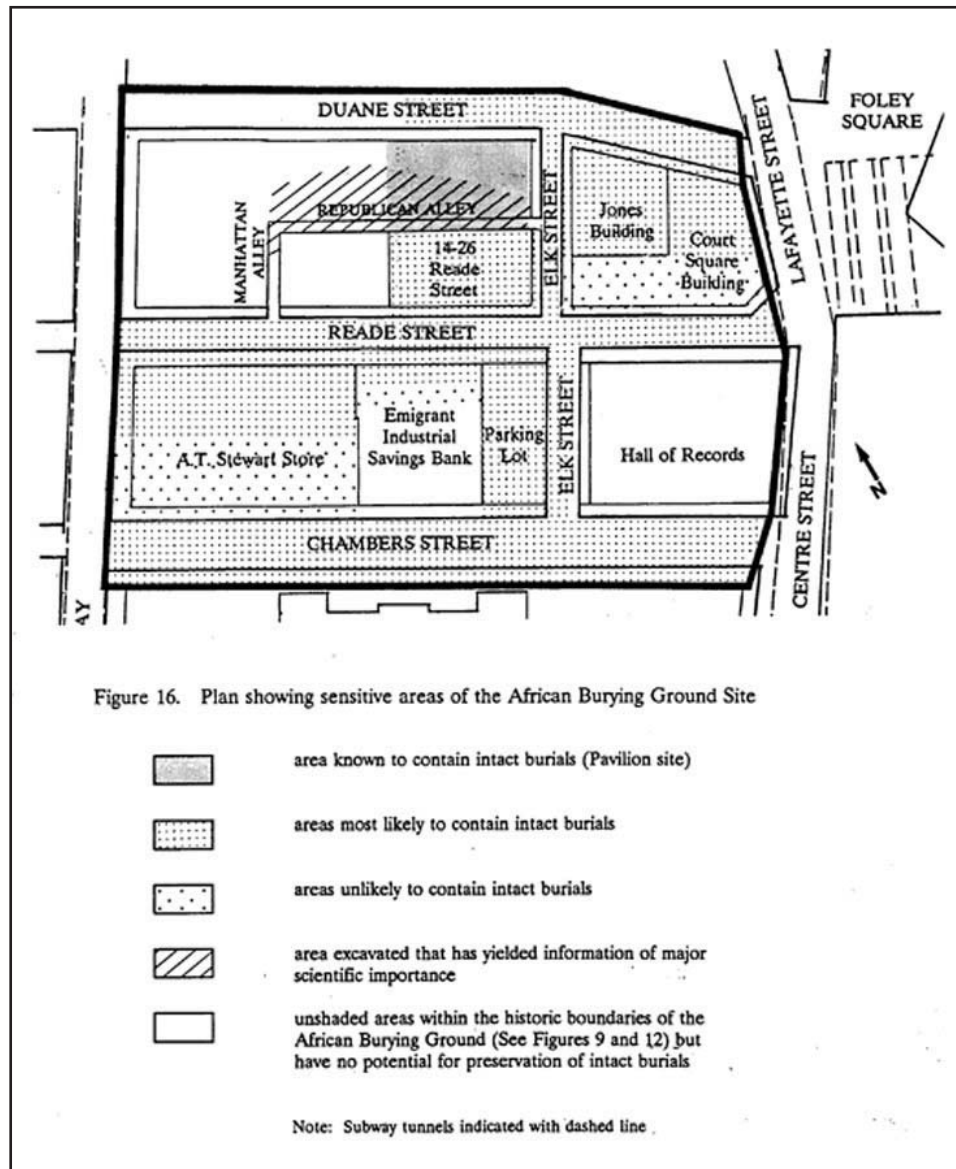 DUANE STREET
FOLEY
SQUARE
LAFAYETTE STREET
ELK STREET
REPUBLICAN ALLEY
MANHATTAN
ALLEY
Jones
Building
14-26
Reade
Street
Court
Square
Building
READE STREET
ELK STREET
Emigrant
Industrial
Savings Bank
Parking
Lot
A.T. Stewart Store
Hall of Records
N
CHAMBERS STREET
CENTRE STREET
AY
Figure 16. Plan showing sensitive areas of the African Burying Ground Site
area known to contain intact burials (Pavilion site)
areas most likely to contain intact burials
areas unlikely to contain intact burials
area excavated that has yielded information of major
scientific importance
unshaded areas within the historic boundaries of the
African Burying Ground (See Figures 9 and 12) but
have no potential for preservation of intact burials
Note: Subway tunnels indicated with dashed line